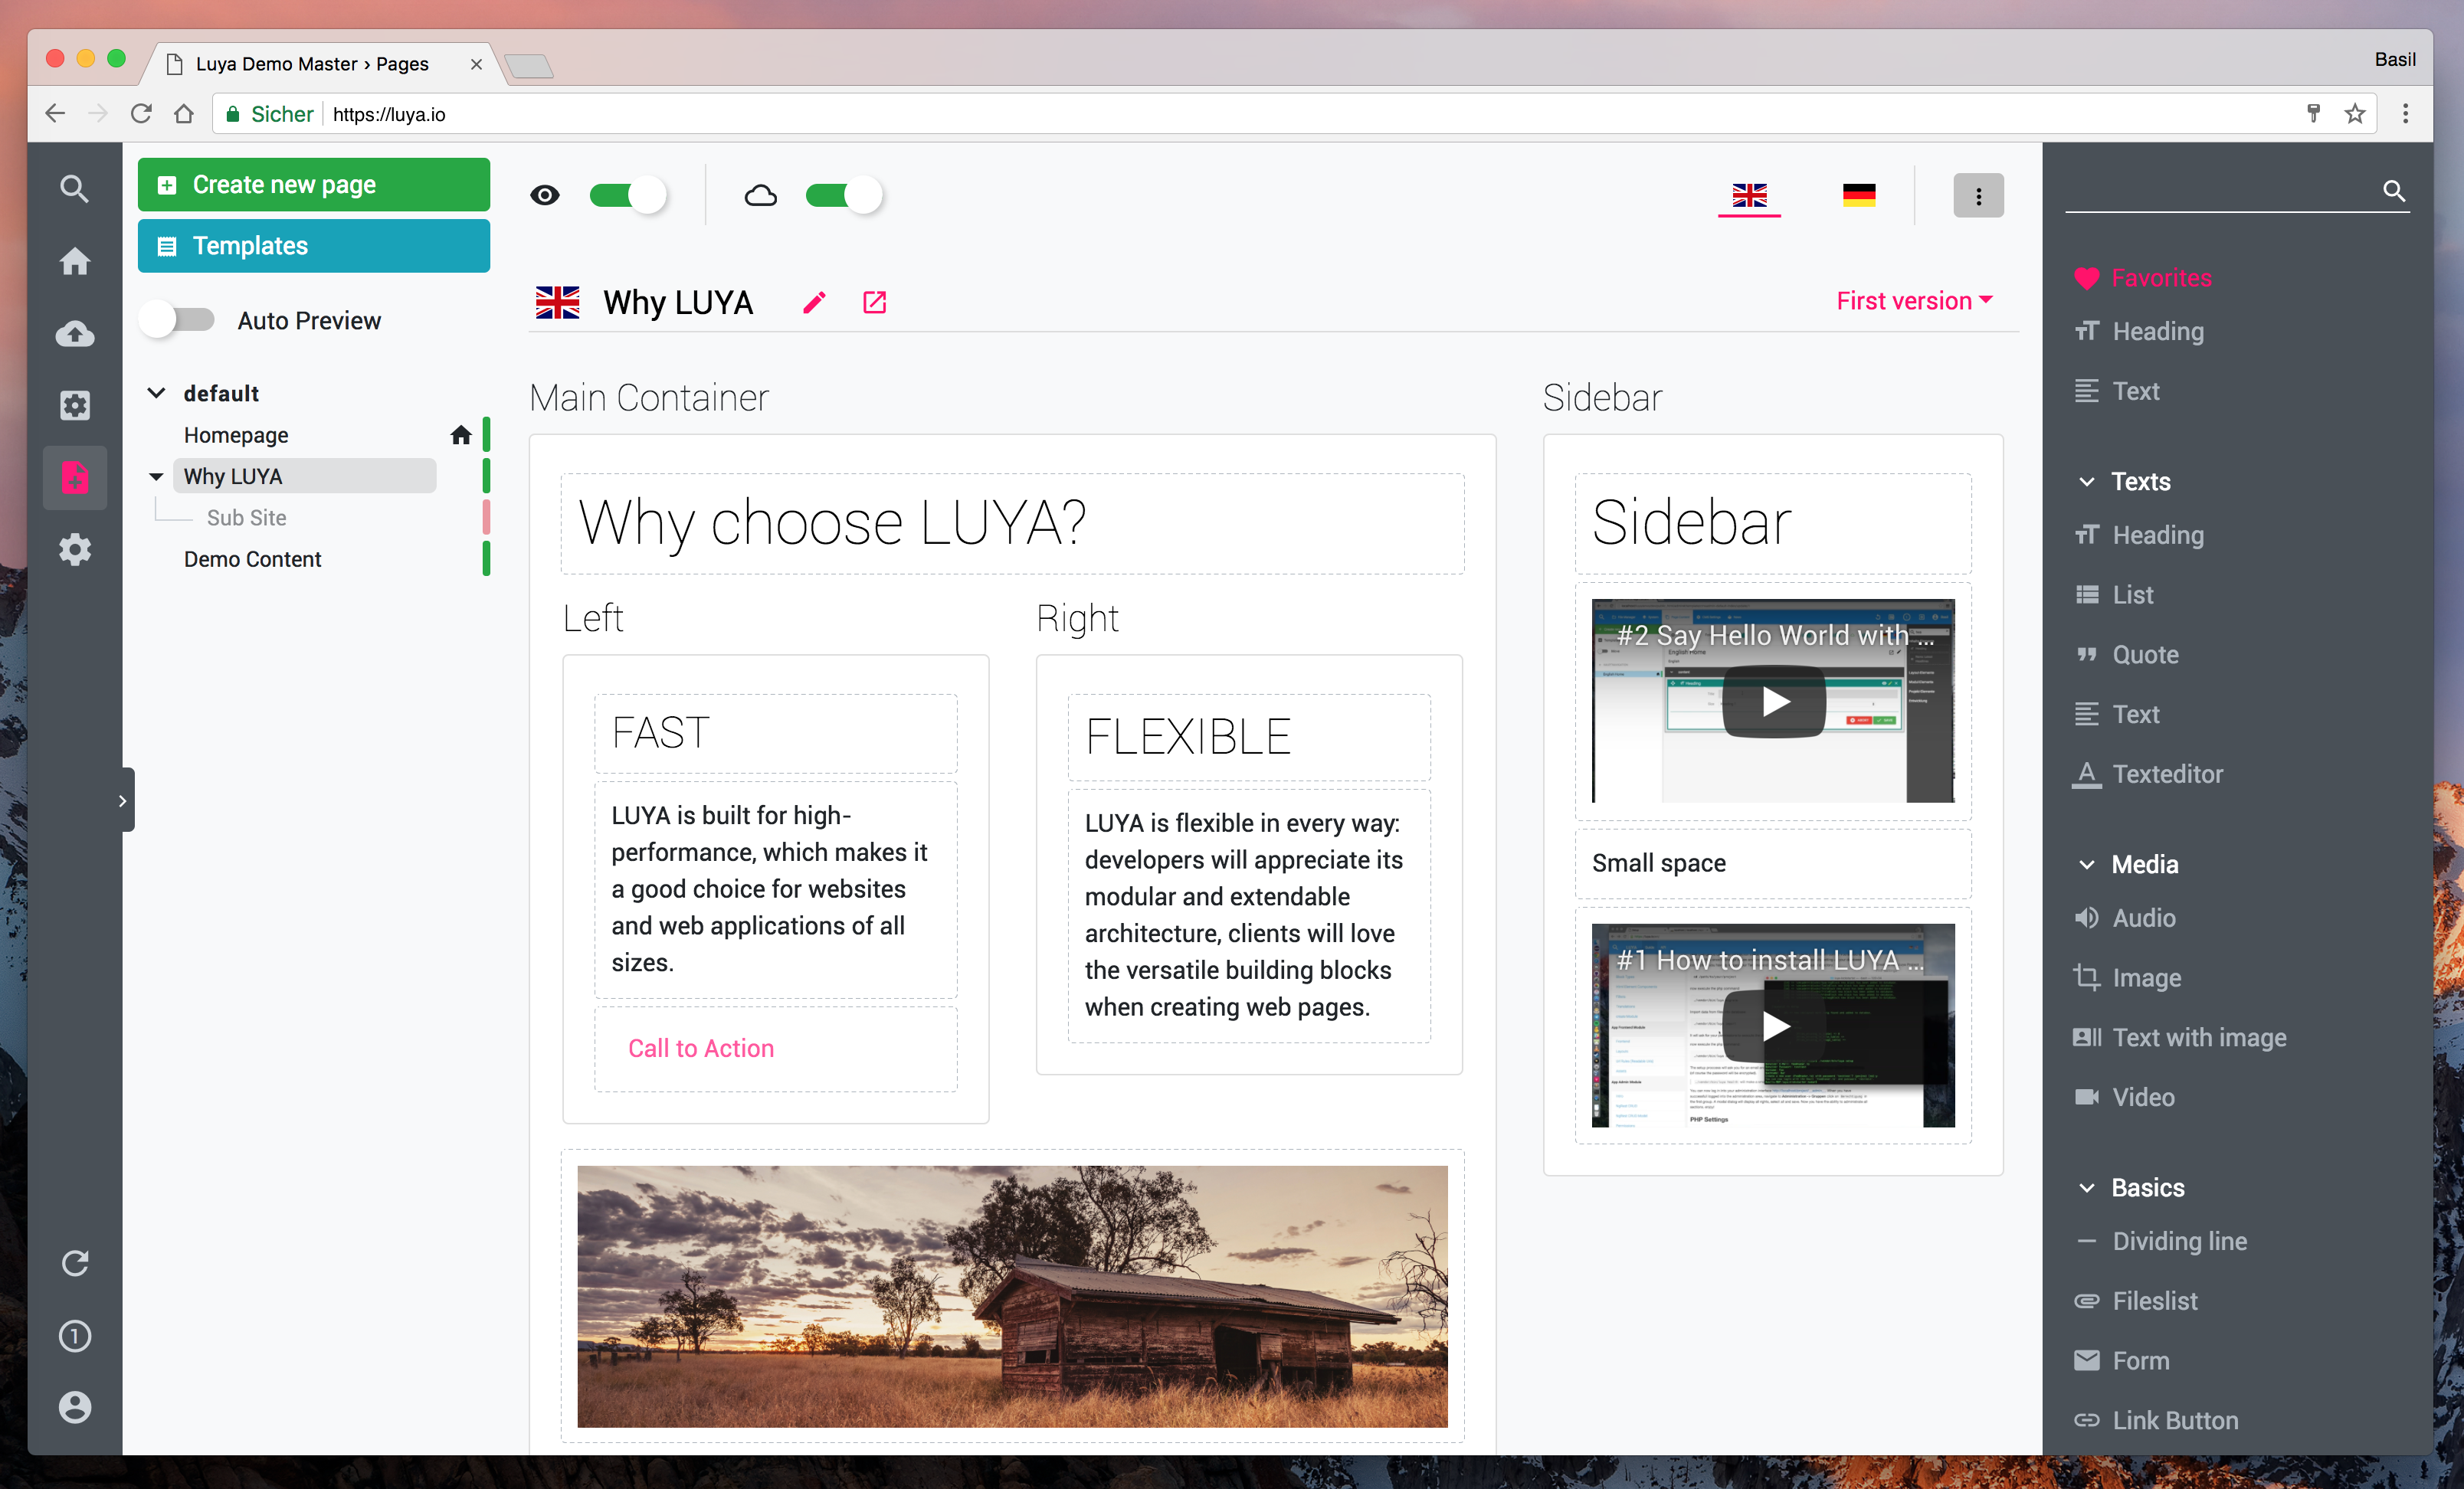 Luya Demo Master › Pages
Basil
Sicher
https://luya.io
Create new page
Templates
Auto Preview
default
Homepage
Why LUYA
Sub Site
Demo Content
1
Why LUYA
First version
Main Container
Why choose LUYA?
Left
FAST
LUYA is built for high-
performance, which makes it
a good choice for websites
and web applications of all
sizes.
Call to Action
Right
FLEXIBLE
LUYA is flexible in every way:
developers will appreciate its
modular and extendable
architecture, clients will love
the versatile building blocks
when creating web pages.
Sidebar
Sidebar
#2 Say Hello World with ...
English Home
Small space
#1 How to install LUYA ...
PHP Settings
Favorites
Heading
Text
Texts
Heading
List
Quote
Text
Texteditor
Media
Audio
Image
Text with image
Video
Basics
Dividing line
Fileslist
Form
Link Button